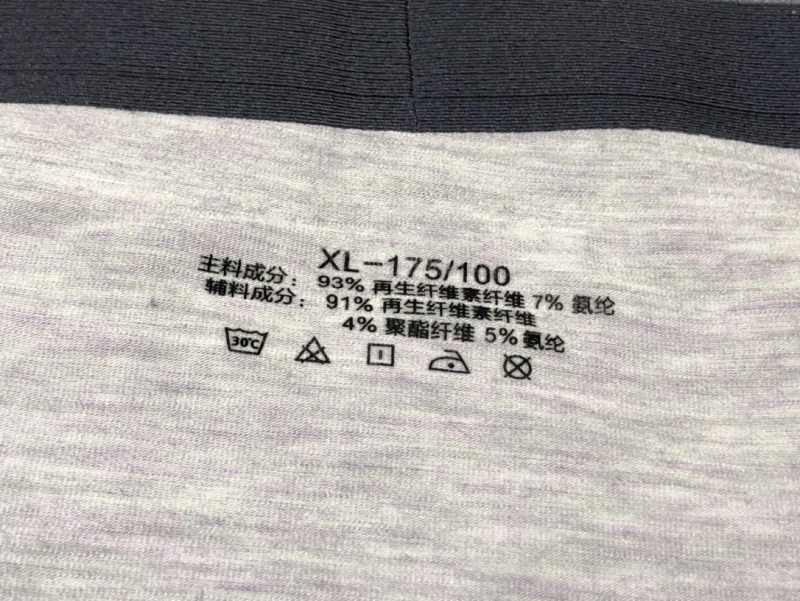 XL-175/100
主料成分: 93% 再生纤维素纤维 7% 氨纶
辅料成分: 91% 再生纤维素纤维
4% 聚酯纤维 5% 氨纶
30℃